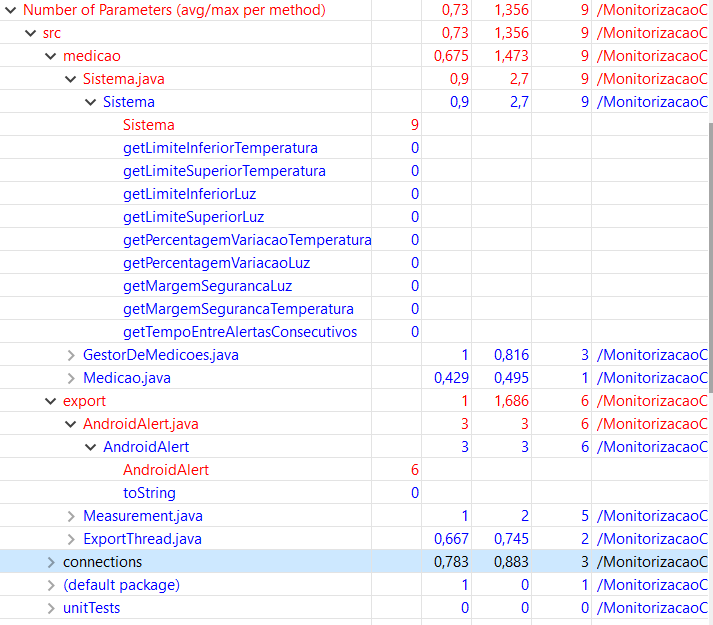 Number of Parameters (avg/max per method) 0,73 1,356 9 /MonitorizacaoC
src 0,73 1,356 9 /MonitorizacaoC
medicao 0,675 1,473 9 /MonitorizacaoC
Sistema.java 0,9 2,7 9 /MonitorizacaoC
Sistema 0,9 2,7 9 /MonitorizacaoC
Sistema 9
getLimiteInferiorTemperatura 0
getLimiteSuperiorTemperatura 0
getLimiteInferiorLuz 0
getLimiteSuperiorLuz 0
getPercentagemVariacaoTemperatura 0
getPercentagemVariacaoLuz 0
getMargemSegurancaLuz 0
getMargemSegurancaTemperatura 0
getTempoEntreAlertasConsecutivos 0
GestorDeMedicoes.java 1 0,816 3 /MonitorizacaoC
Medicao.java 0,429 0,495 1 /MonitorizacaoC
export 1 1,686 6 /MonitorizacaoC
AndroidAlert.java 3 3 6 /MonitorizacaoC
AndroidAlert 3 3 6 /MonitorizacaoC
AndroidAlert 6
toString 0
Measurement.java 1 2 5 /MonitorizacaoC
ExportThread.java 0,667 0,745 2 /MonitorizacaoC
connections 0,783 0,883 3 /MonitorizacaoC
(default package) 1 0 1 /MonitorizacaoC
unitTests 0 0 0 /MonitorizacaoC